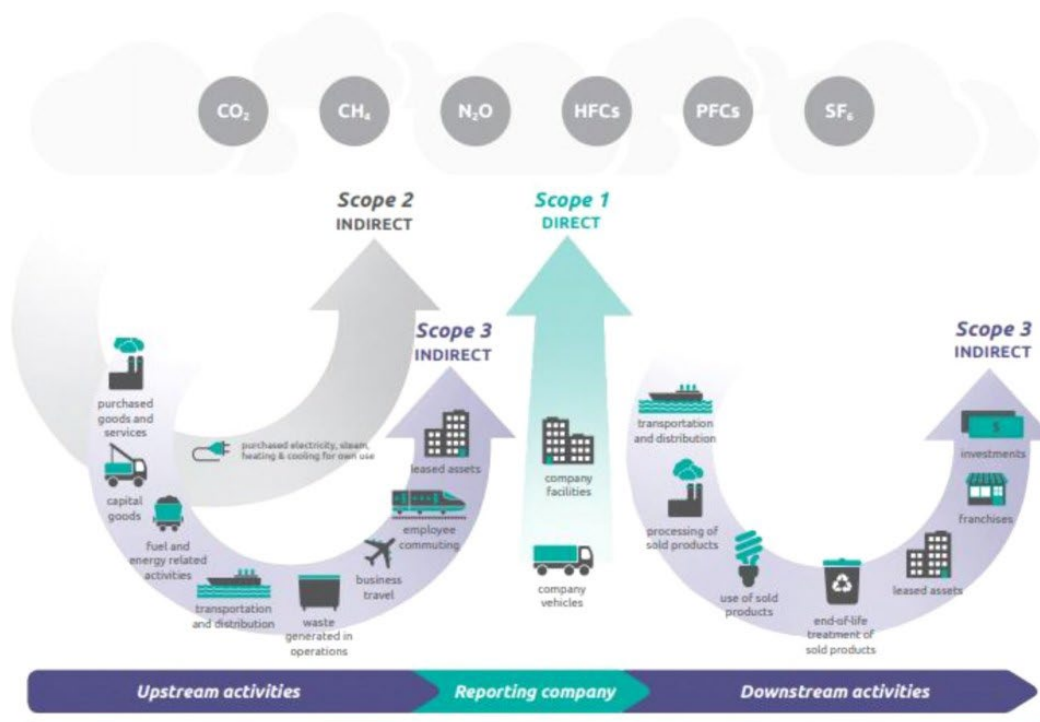 CO₂
CH₄
N₂O
HFCs
PFCs
SF₆
Scope 2
INDIRECT
Scope 1
DIRECT
Scope 3
INDIRECT
Scope 3
INDIRECT
purchased
goods and
services
capital
goods
fuel and
energy related
activities
transportation
and distribution
waste
generated in
operations
business
travel
employee
commuting
leased assets
purchased electricity, steam,
heating & cooling for own use
company
facilities
company
vehicles
transportation
and distribution
processing of
sold products
use of sold
products
end-of-life
treatment of
sold products
leased assets
franchises
$
investments
Upstream activities
Reporting company
Downstream activities